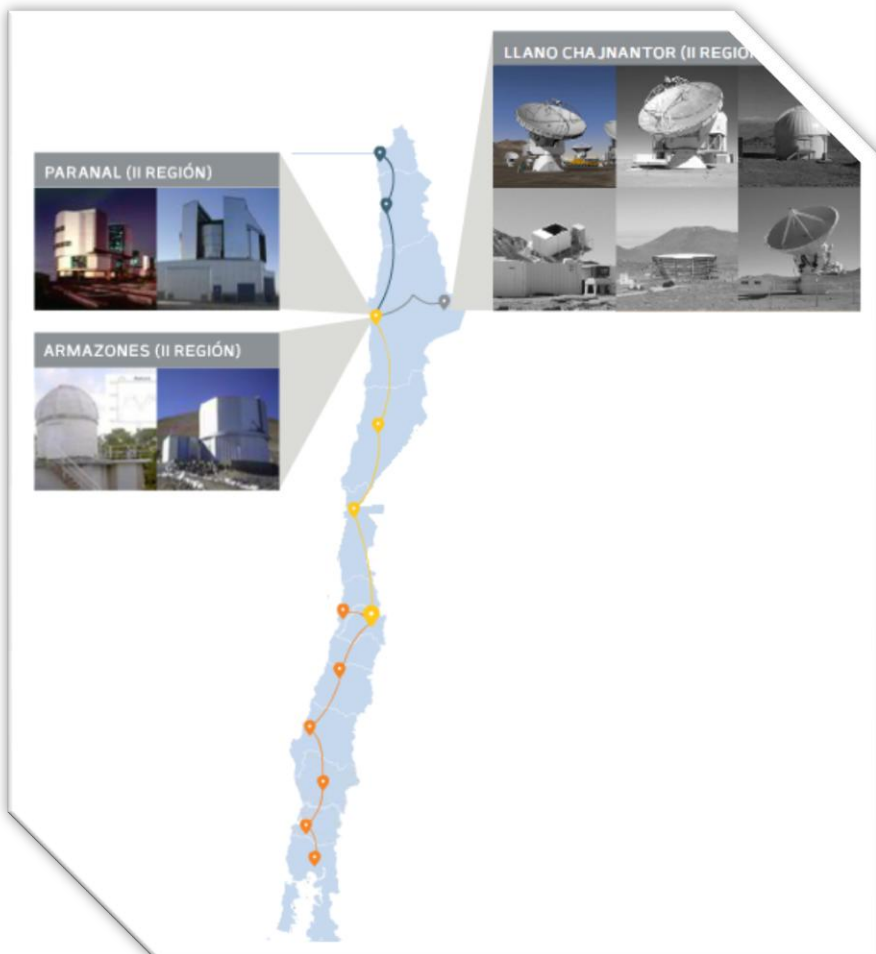 LLANO CHAJNANTOR (II REGIÓN
PARANAL (II REGIÓN)
ARMAZONES (II REGIÓN)